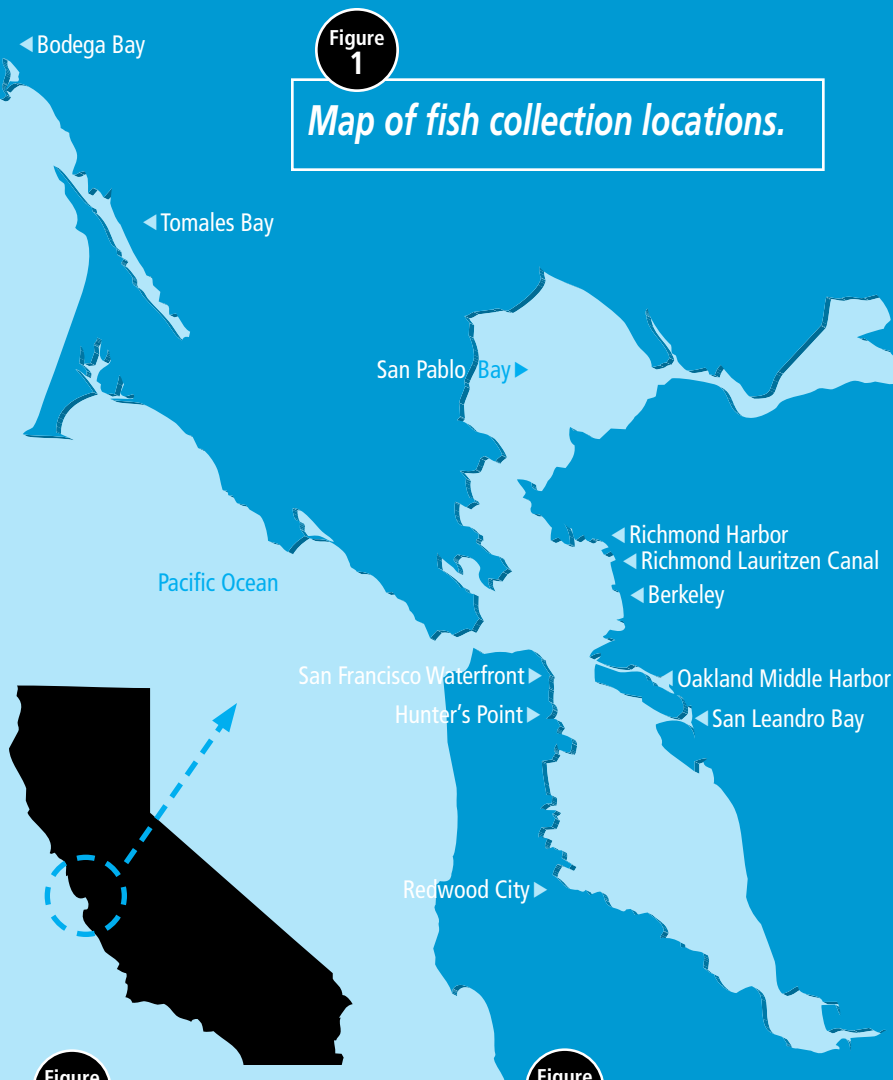 Bodega Bay
Figure
1
Map of fish collection locations.
Tomales Bay
San Pablo Bay
Richmond Harbor
Richmond Lauritzen Canal
Pacific Ocean
Berkeley
San Francisco Waterfront
Oakland Middle Harbor
Hunter's Point
San Leandro Bay
Redwood City
Figure
Figure